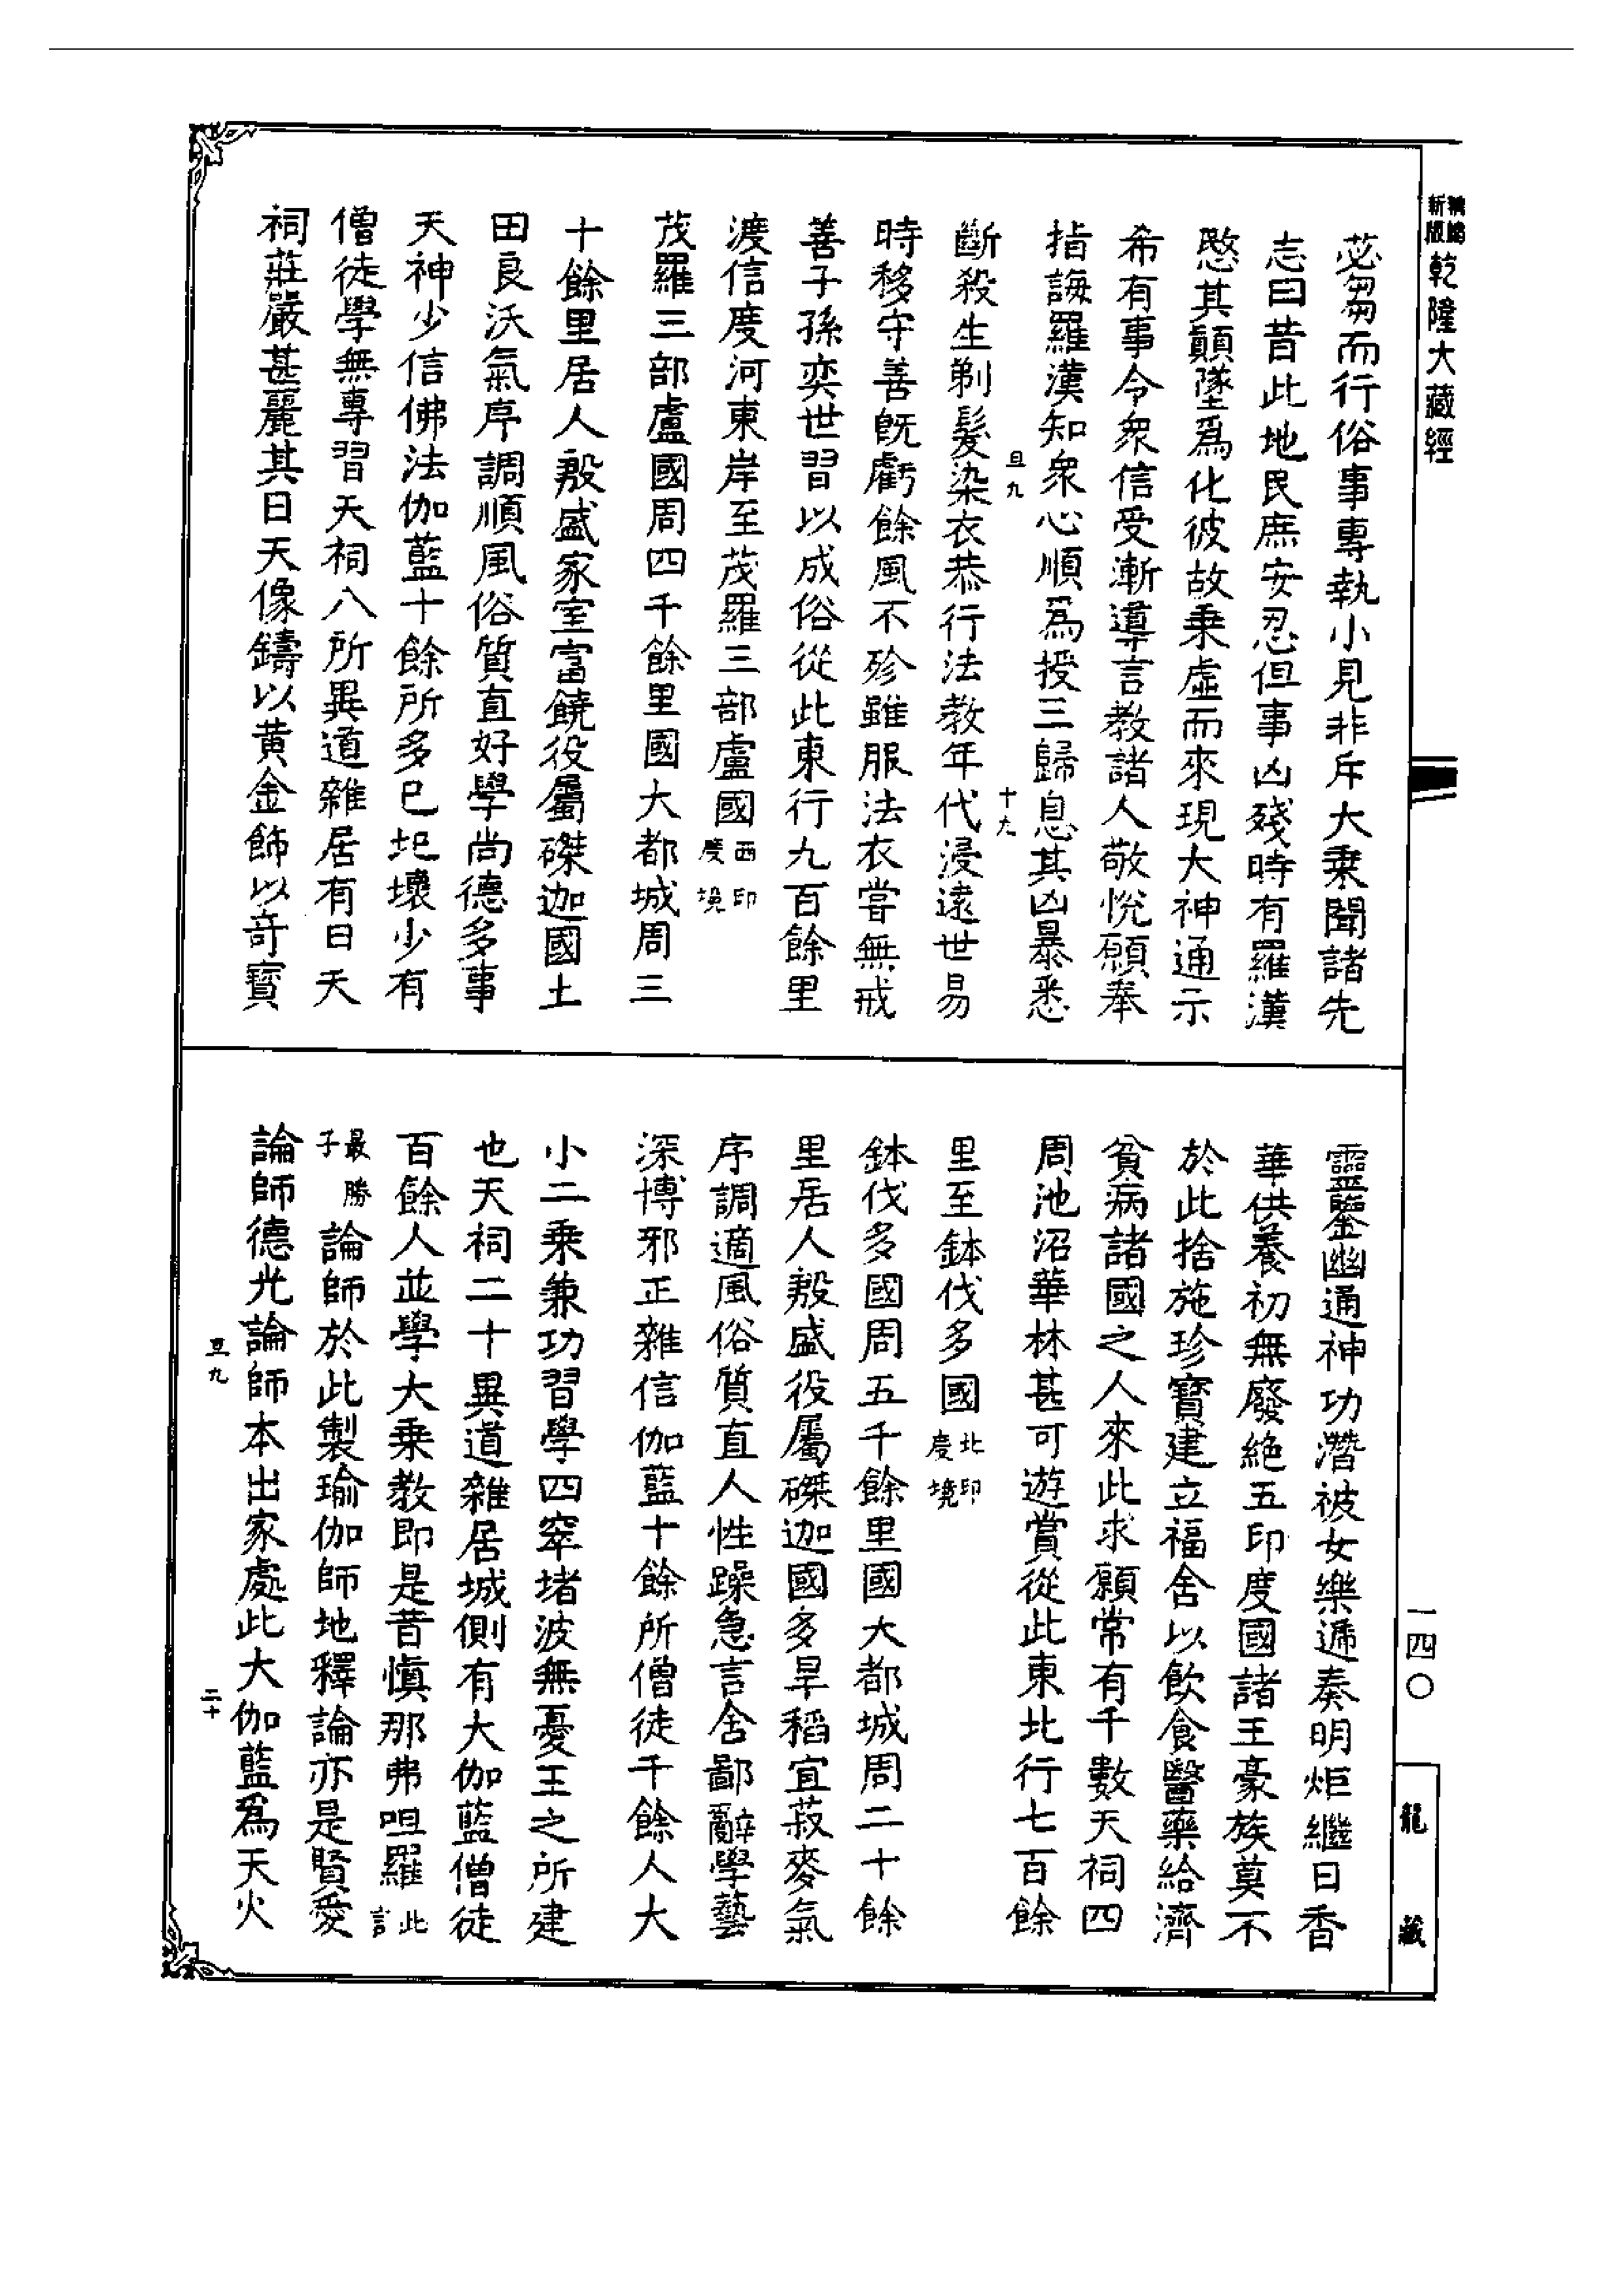 乾隆大藏經
苾芻而行俗事專執小見非斥大乘聞諸先
志曰昔此地民庶安忍但事凶殘時有羅漢
愍其顛墜爲化彼故乘虛而來現大神通示
希有事令衆信受漸導言教諸人敬悅願奉
指誨羅漢知衆心順爲授三歸息其凶暴悉
斷殺生剃髮染衣恭行法教年代浸遠世易
時移守善旣虧餘風不殄雖服法衣甞無戒
善子孫奕世習以成俗從此東行九百餘里
渡信度河東岸至茂羅三部盧國西印度境
茂羅三部盧國周四千餘里國大都城周三
十餘里居人殷盛家室富饒役屬磔迦國土
田良沃氣序調順風俗質直好學尚德多事
天神少信佛法伽藍十餘所多已圮壞少有
僧徒學無專習天祠八所異道雜居有日天
祠莊嚴甚麗其日天像鑄以黃金飾以奇寶
靈鑒幽通神功潛被女樂遞奏明炬繼日香
華供養初無廢絕五印度國諸王豪族莫不
於此捨施珍寶建立福舍以飲食醫藥給濟
貧病諸國之人來此求願常有千數天祠四
周池沼華林甚可遊賞從此東北行七百餘
里至鉢伐多國北印度境
鉢伐多國周五千餘里國大都城周二十餘
里居人殷盛役屬磔迦國多旱稻宜菽麥氣
序調適風俗質直人性躁急言含鄙辭學藝
深博邪正雜信伽藍十餘所僧徒千餘人大
小二乘兼功習學四窣堵波無憂王之所建
也天祠二十異道雜居城側有大伽藍僧徒
百餘人並學大乘教即是昔愼那弗呾羅此言
最勝子論師於此製瑜伽師地釋論亦是賢愛
論師德光論師本出家處此大伽藍爲天火
一四〇
龍藏